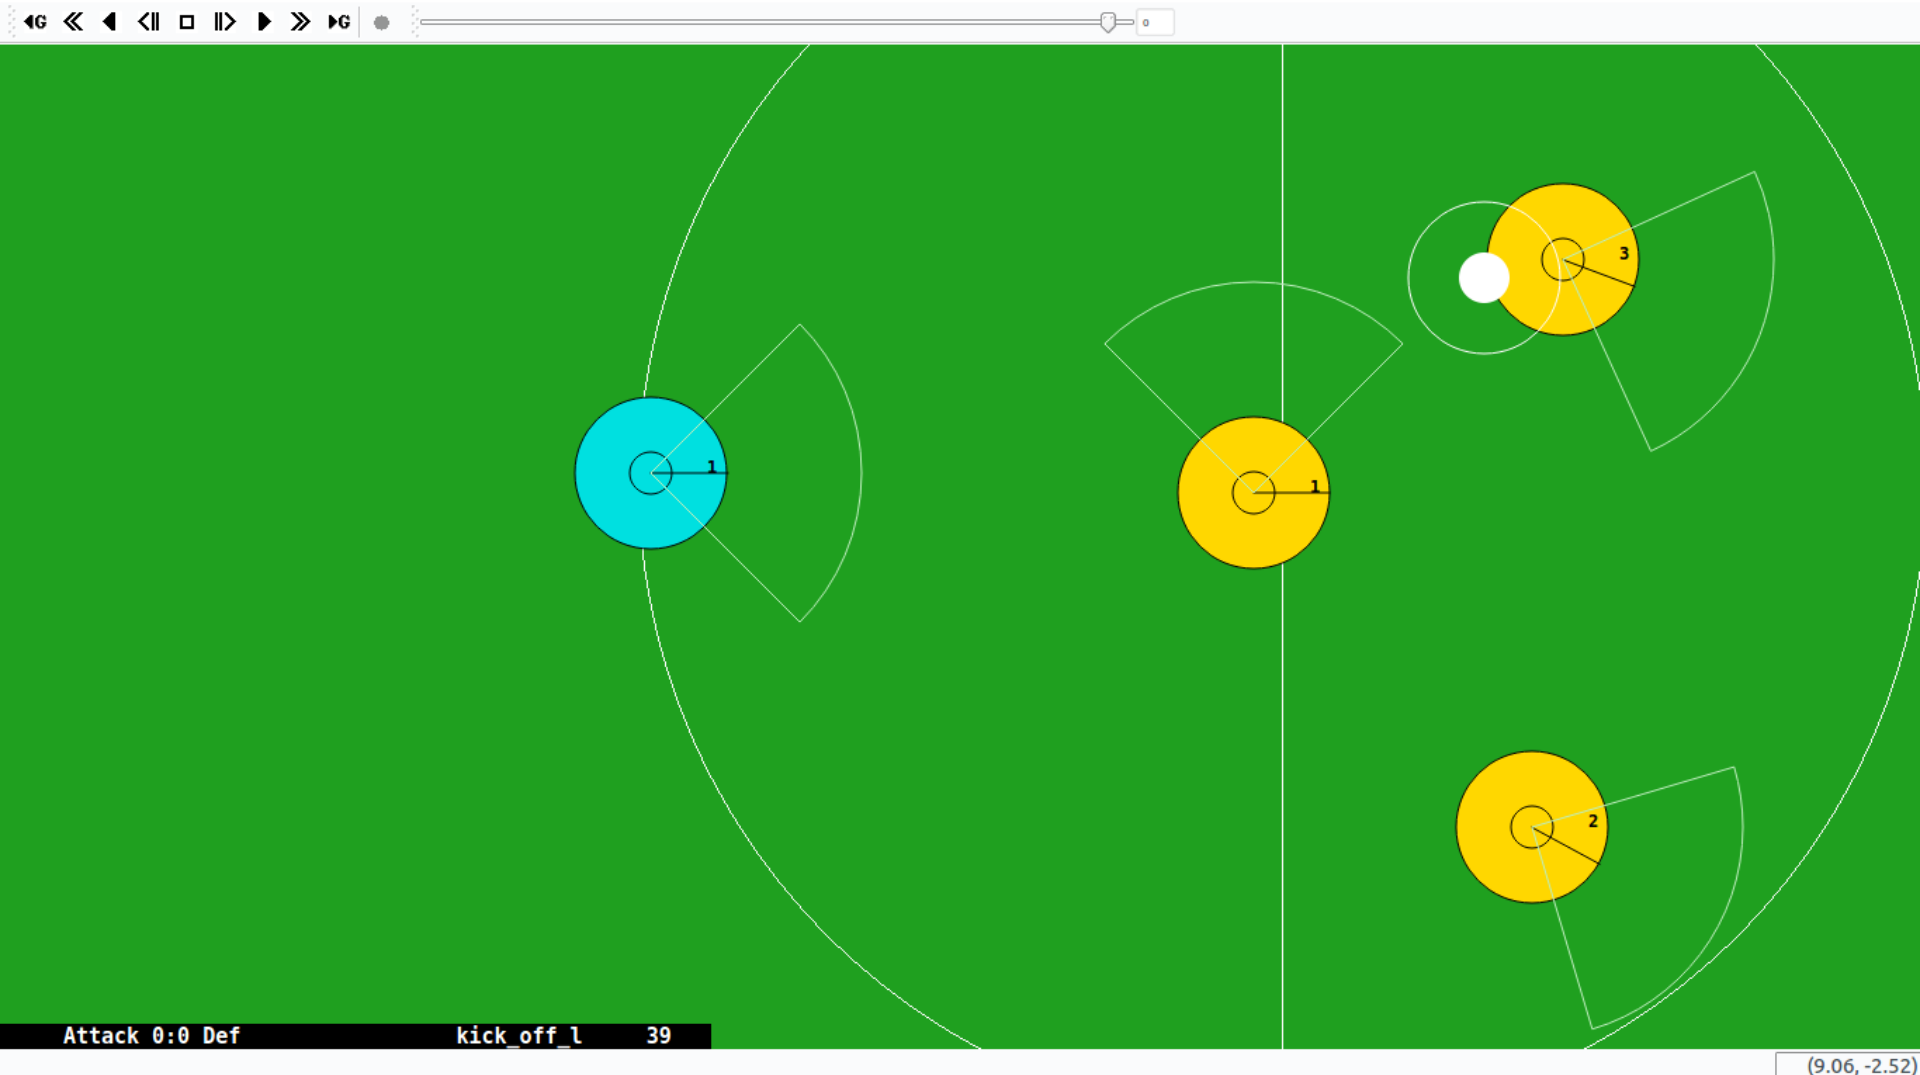 G
G
0
3
1
1
2
Attack 0:0 Def kick_off_l 39
(9.06, -2.52)